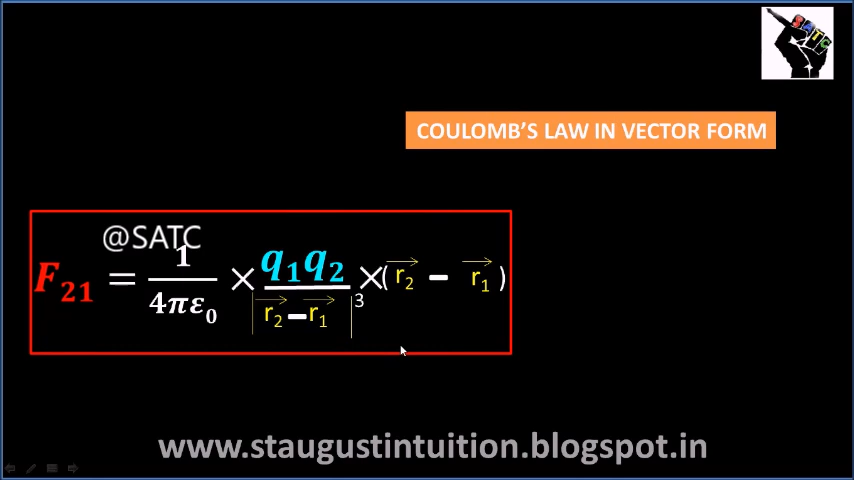 SATC
COULOMB'S LAW IN VECTOR FORM
@SATC
F₂₁ = 1/4πε₀ × q₁q₂/|r₂⃗ − r₁⃗|³ × (r₂⃗ − r₁⃗)
www.staugustintuition.blogspot.in